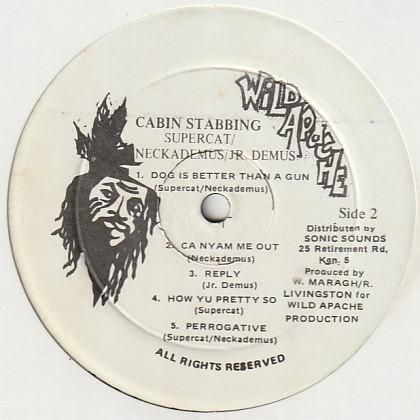 WILD APACHE
CABIN STABBING
SUPERCAT/
NECKADEMUS/JR. DEMUS
1. DOG IS BETTER THAN A GUN
(Supercat/Neckademus)
Side 2
Distributed by
SONIC SOUNDS
25 Retirement Rd,
Kgn. 5
Produced by
W. MARAGH/R.
LIVINGSTON for
WILD APACHE
PRODUCTION
2. CA NYAM ME OUT
(Neckademus)
3. REPLY
(Jr. Demus)
4. HOW YU PRETTY SO
(Supercat)
5. PERROGATIVE
(Supercat/Neckademus)
ALL RIGHTS RESERVED